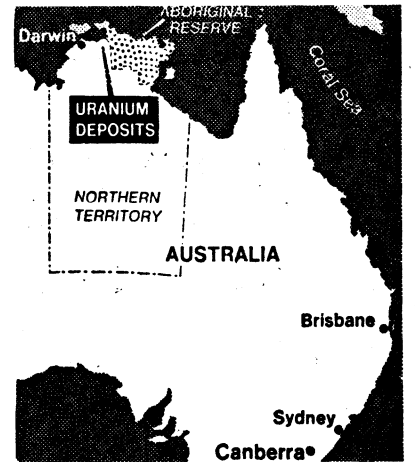 ABORIGINAL
RESERVE
Darwin
Coral Sea
URANIUM
DEPOSITS
NORTHERN
TERRITORY
AUSTRALIA
Brisbane
Sydney
Canberra